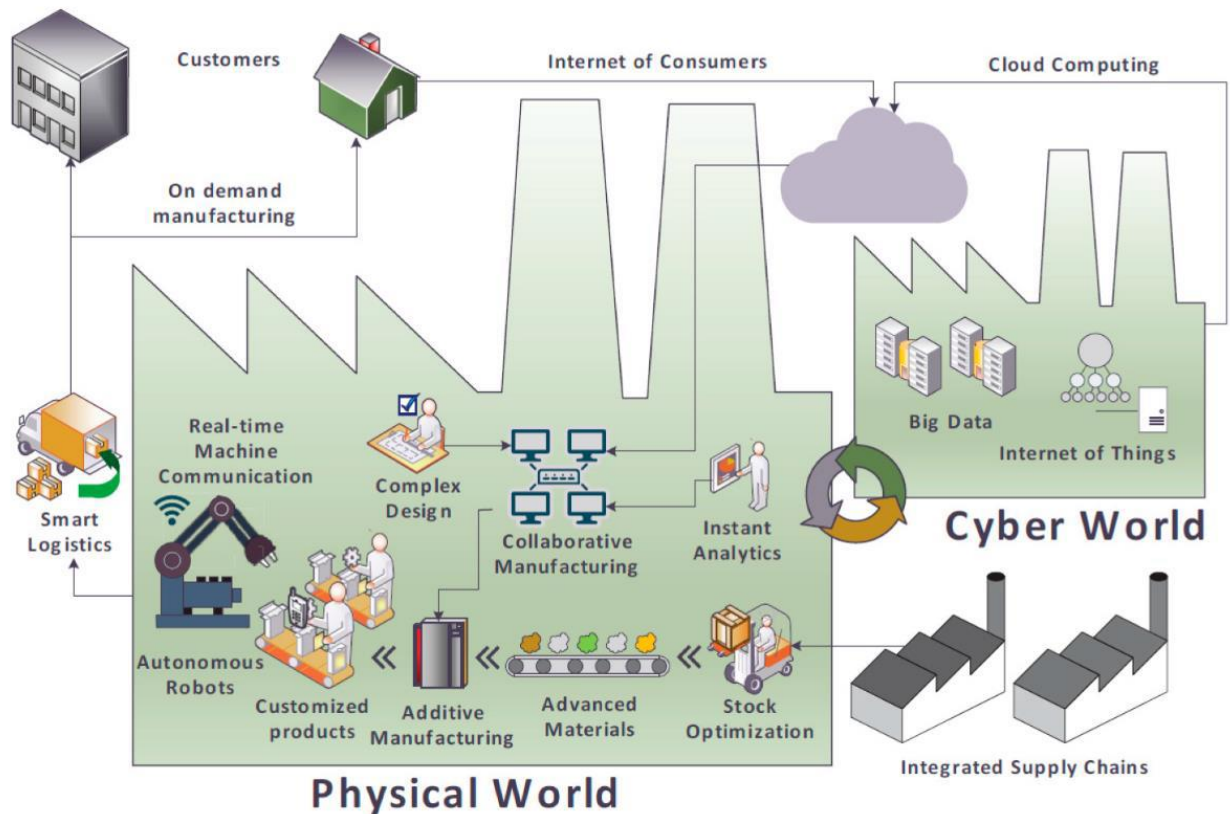 Customers
Internet of Consumers
Cloud Computing
On demand
manufacturing
Real-time
Machine
Communication
Complex
Design
Collaborative
Manufacturing
Instant
Analytics
Big Data
Internet of Things
Cyber World
Smart
Logistics
Autonomous
Robots
Customized
products
Additive
Manufacturing
Advanced
Materials
Stock
Optimization
Integrated Supply Chains
Physical World